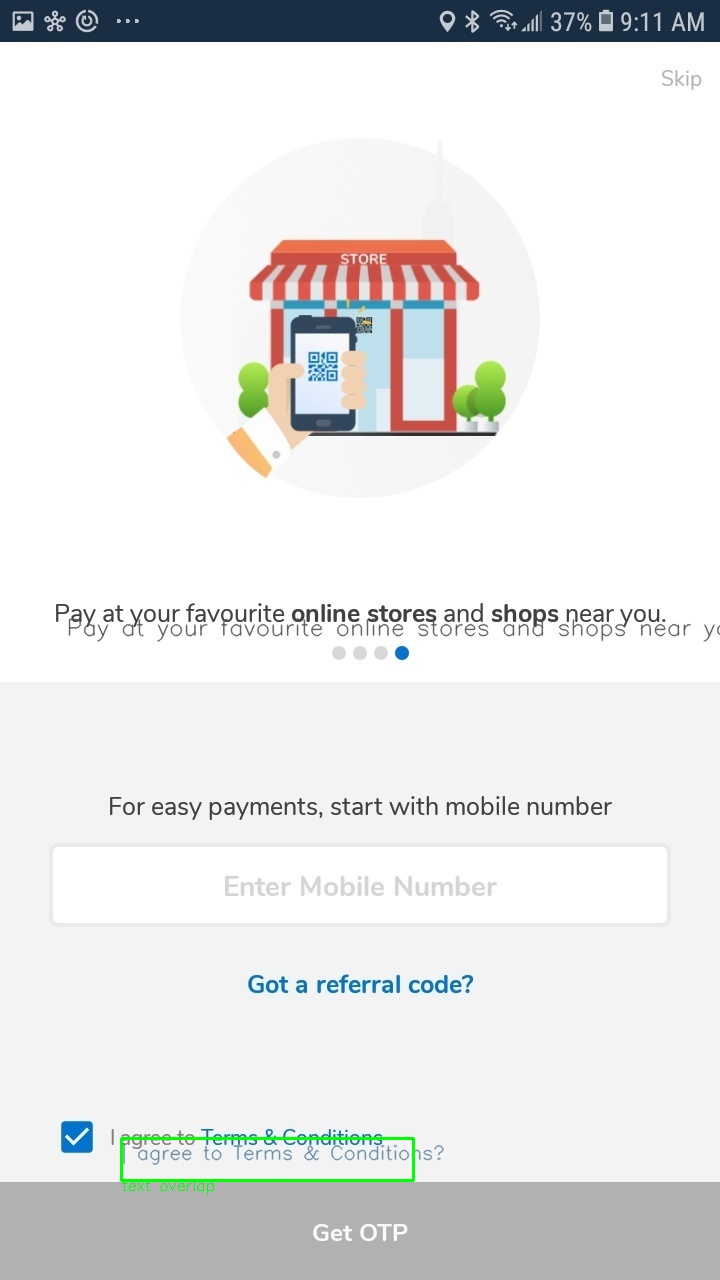 37% 9:11 AM
Skip
STORE
Pay at your favourite online stores and shops near you.
Pay at your favourite online stores and shops near yo
For easy payments, start with mobile number
Enter Mobile Number
Got a referral code?
I agree to Terms & Conditions
I agree to Terms & Conditions?
text overlap
Get OTP